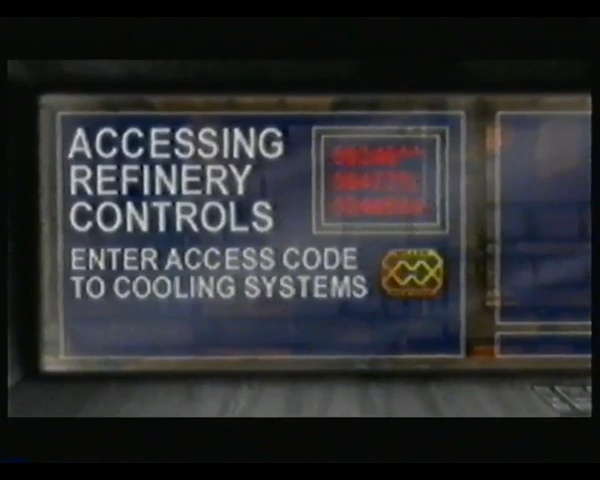 ACCESSING
REFINERY
CONTROLS
ENTER ACCESS CODE
TO COOLING SYSTEMS